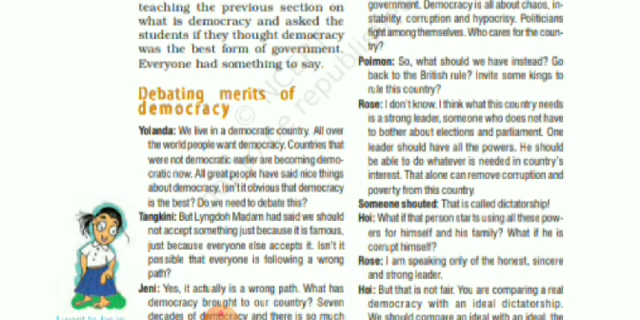 teaching the previous section on
what is democracy and asked the
students if they thought democracy
was the best form of government.
Everyone had something to say.
Debating merits of
democracy
Yolanda: We live in a democratic country. All over
the world people want democracy. Countries that
were not democratic earlier are becoming demo-
cratic now. All great people have said nice things
about democracy. Isn't it obvious that democracy
is the best? Do we need to debate this?
Tangkini: But Lyngdoh Madam had said we should
not accept something just because it is famous,
just because everyone else accepts it. Isn't it
possible that everyone is following a wrong
path?
Jeni: Yes, it actually is a wrong path. What has
democracy brought to our country? Seven
decades of democracy and there is so much
government. Democracy is all about chaos, in-
stability, corruption and hypocrisy. Politicians
fight among themselves. Who cares for the coun-
try?
Poimon: So, what should we have instead? Go
back to the British rule? Invite some kings to
rule this country?
Rose: I don't know. I think what this country needs
is a strong leader, someone who does not have
to bother about elections and parliament. One
leader should have all the powers. He should
be able to do whatever is needed in country's
interest. That alone can remove corruption and
poverty from this country.
Someone shouted: That is called dictatorship!
Hoi: What if that person starts using all these pow-
ers for himself and his family? What if he is
corrupt himself?
Rose: I am speaking only of the honest, sincere
and strong leader.
Hoi: But that is not fair. You are comparing a real
democracy with an ideal dictatorship.
We should compare an ideal with an ideal, the
I want to be in